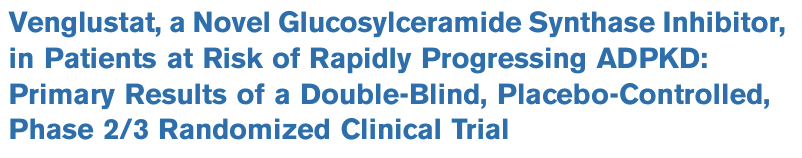 Venglustat, a Novel Glucosylceramide Synthase Inhibitor,
in Patients at Risk of Rapidly Progressing ADPKD:
Primary Results of a Double-Blind, Placebo-Controlled,
Phase 2/3 Randomized Clinical Trial